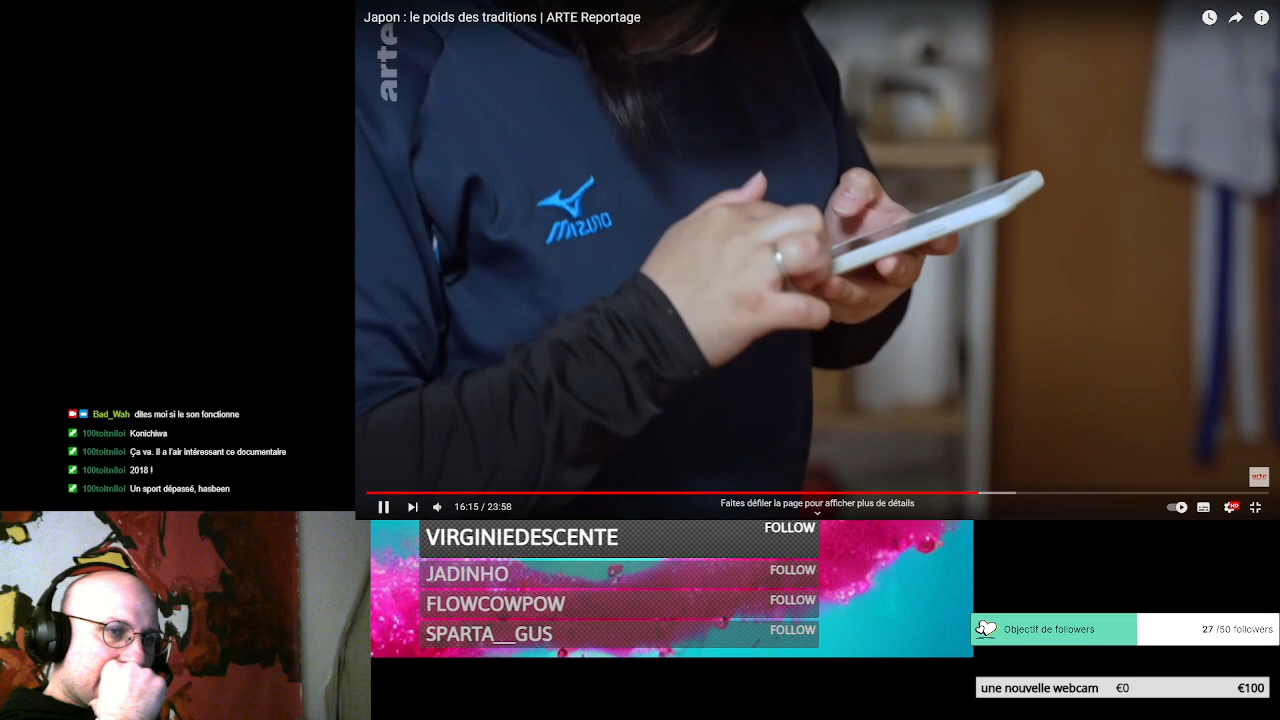 Japon : le poids des traditions | ARTE Reportage
arte
MIZUNO
Bad_Wah dites moi si le son fonctionne
100toitniloi Konichiwa
100toitniloi Ça va. Il a l'air intéressant ce documentaire
100toitniloi 2018 !
100toitniloi Un sport dépassé, hasbeen
arte
16:15 / 23:58
Faites défiler la page pour afficher plus de détails
HD
VIRGINIEDESCENTE FOLLOW
JADINHO FOLLOW
FLOWCOWPOW FOLLOW
SPARTA__GUS FOLLOW
Objectif de followers 27 /50 followers
une nouvelle webcam €0 €100